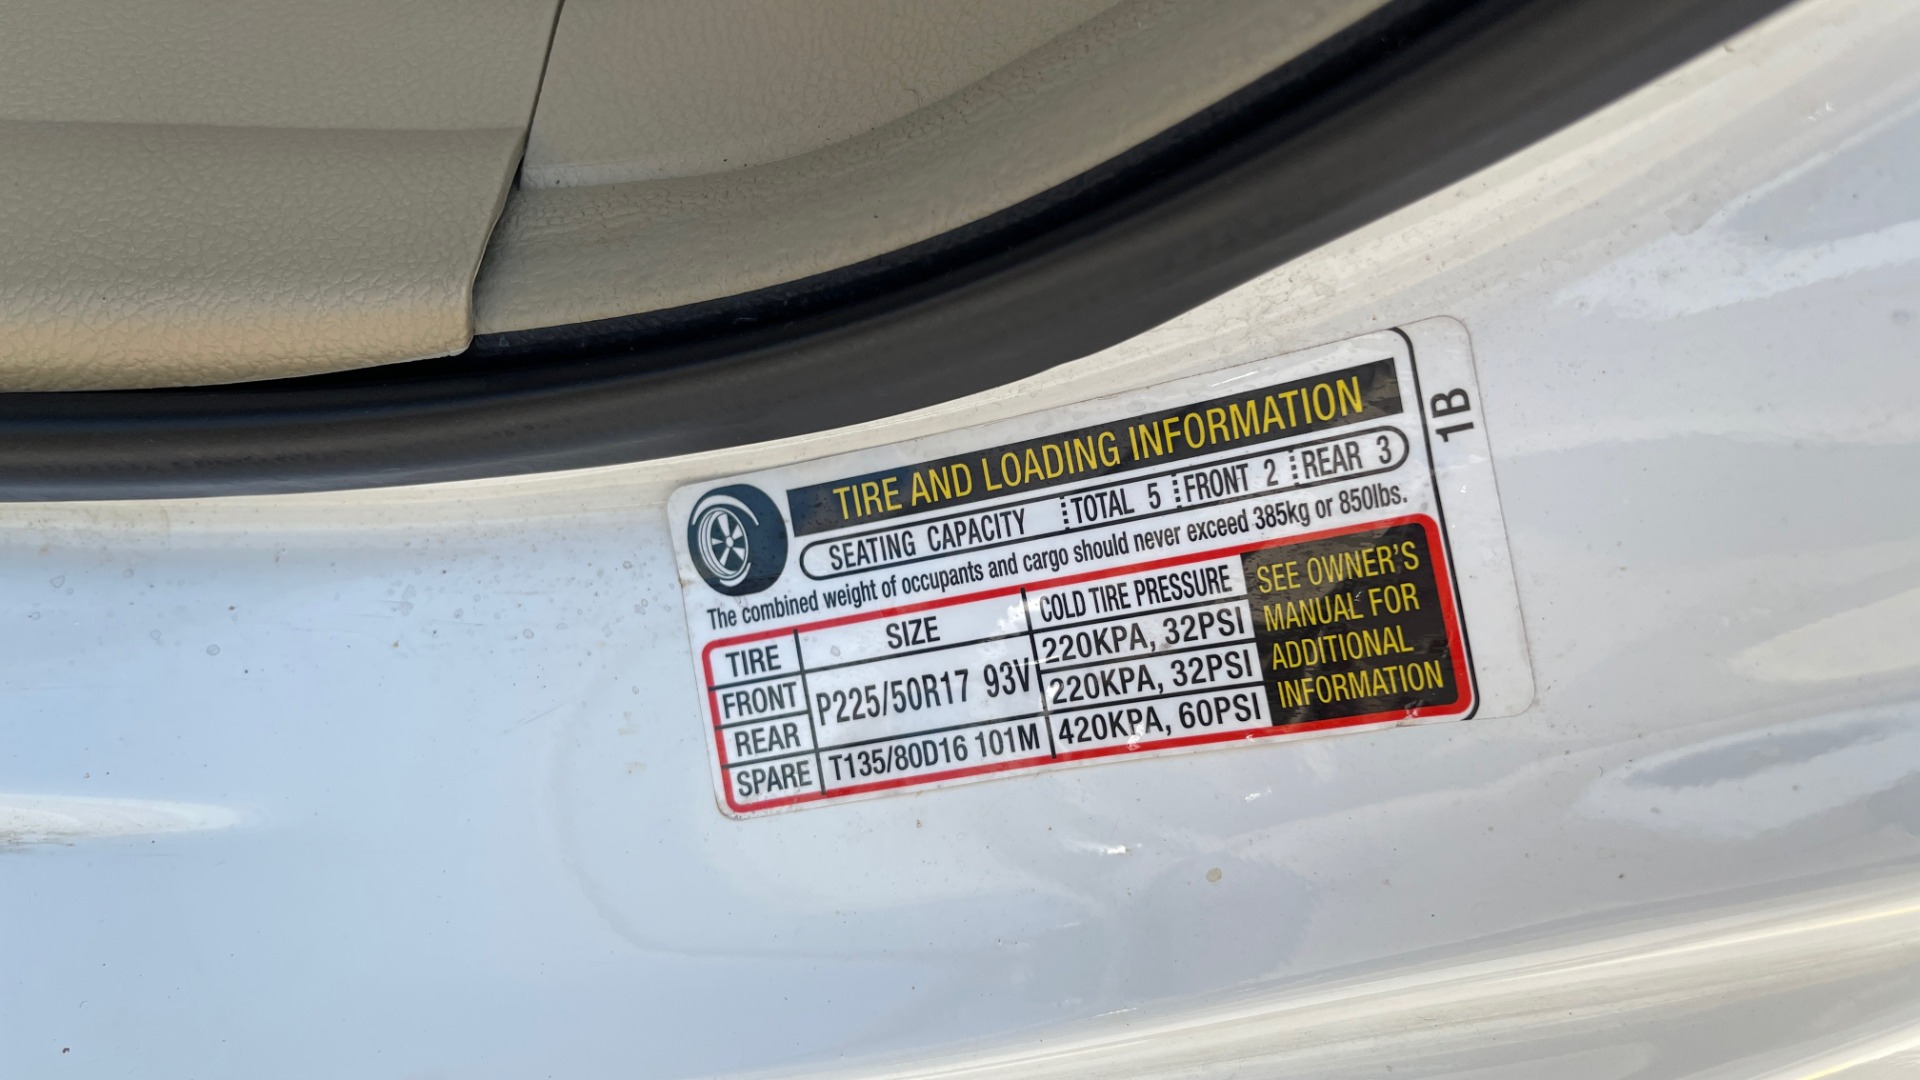 TIRE AND LOADING INFORMATION
SEATING CAPACITY TOTAL 5 FRONT 2 REAR 3
The combined weight of occupants and cargo should never exceed 385kg or 850lbs.
TIRE SIZE COLD TIRE PRESSURE
FRONT P225/50R17 93V 220KPA, 32PSI
REAR 220KPA, 32PSI
SPARE T135/80D16 101M 420KPA, 60PSI
SEE OWNER'S
MANUAL FOR
ADDITIONAL
INFORMATION
1B